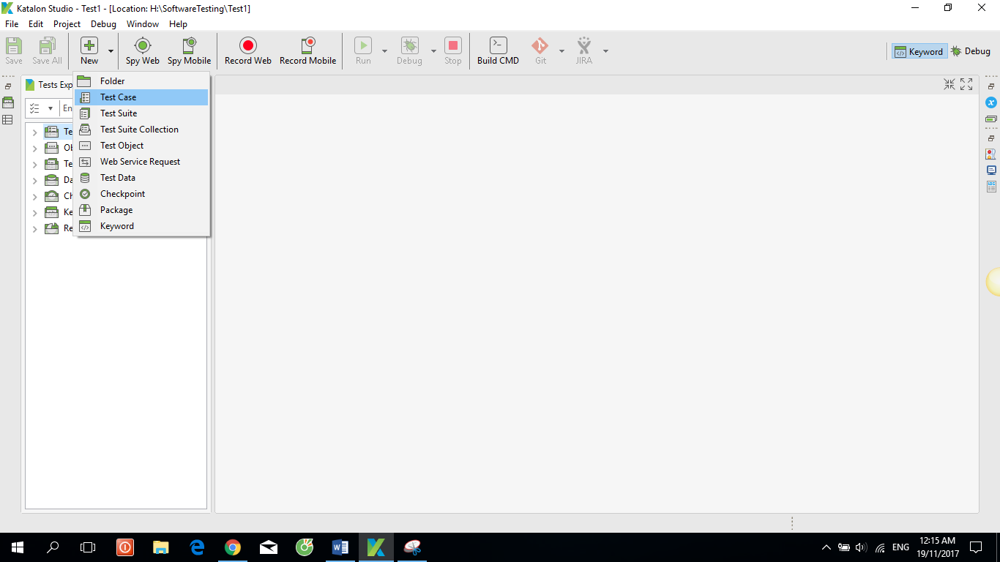 Katalon Studio - Test1 - [Location: H:\SoftwareTesting\Test1]
File Edit Project Debug Window Help
Save Save All New Spy Web Spy Mobile Record Web Record Mobile Run Debug Stop Build CMD Git JIRA Keyword Debug
Tests Exp
En
Folder
Test Case
Test Suite
Test Suite Collection
Test Object
Web Service Request
Test Data
Checkpoint
Package
Keyword
Te
Ob
Te
Da
Ch
Ke
Re
ENG
12:15 AM
19/11/2017